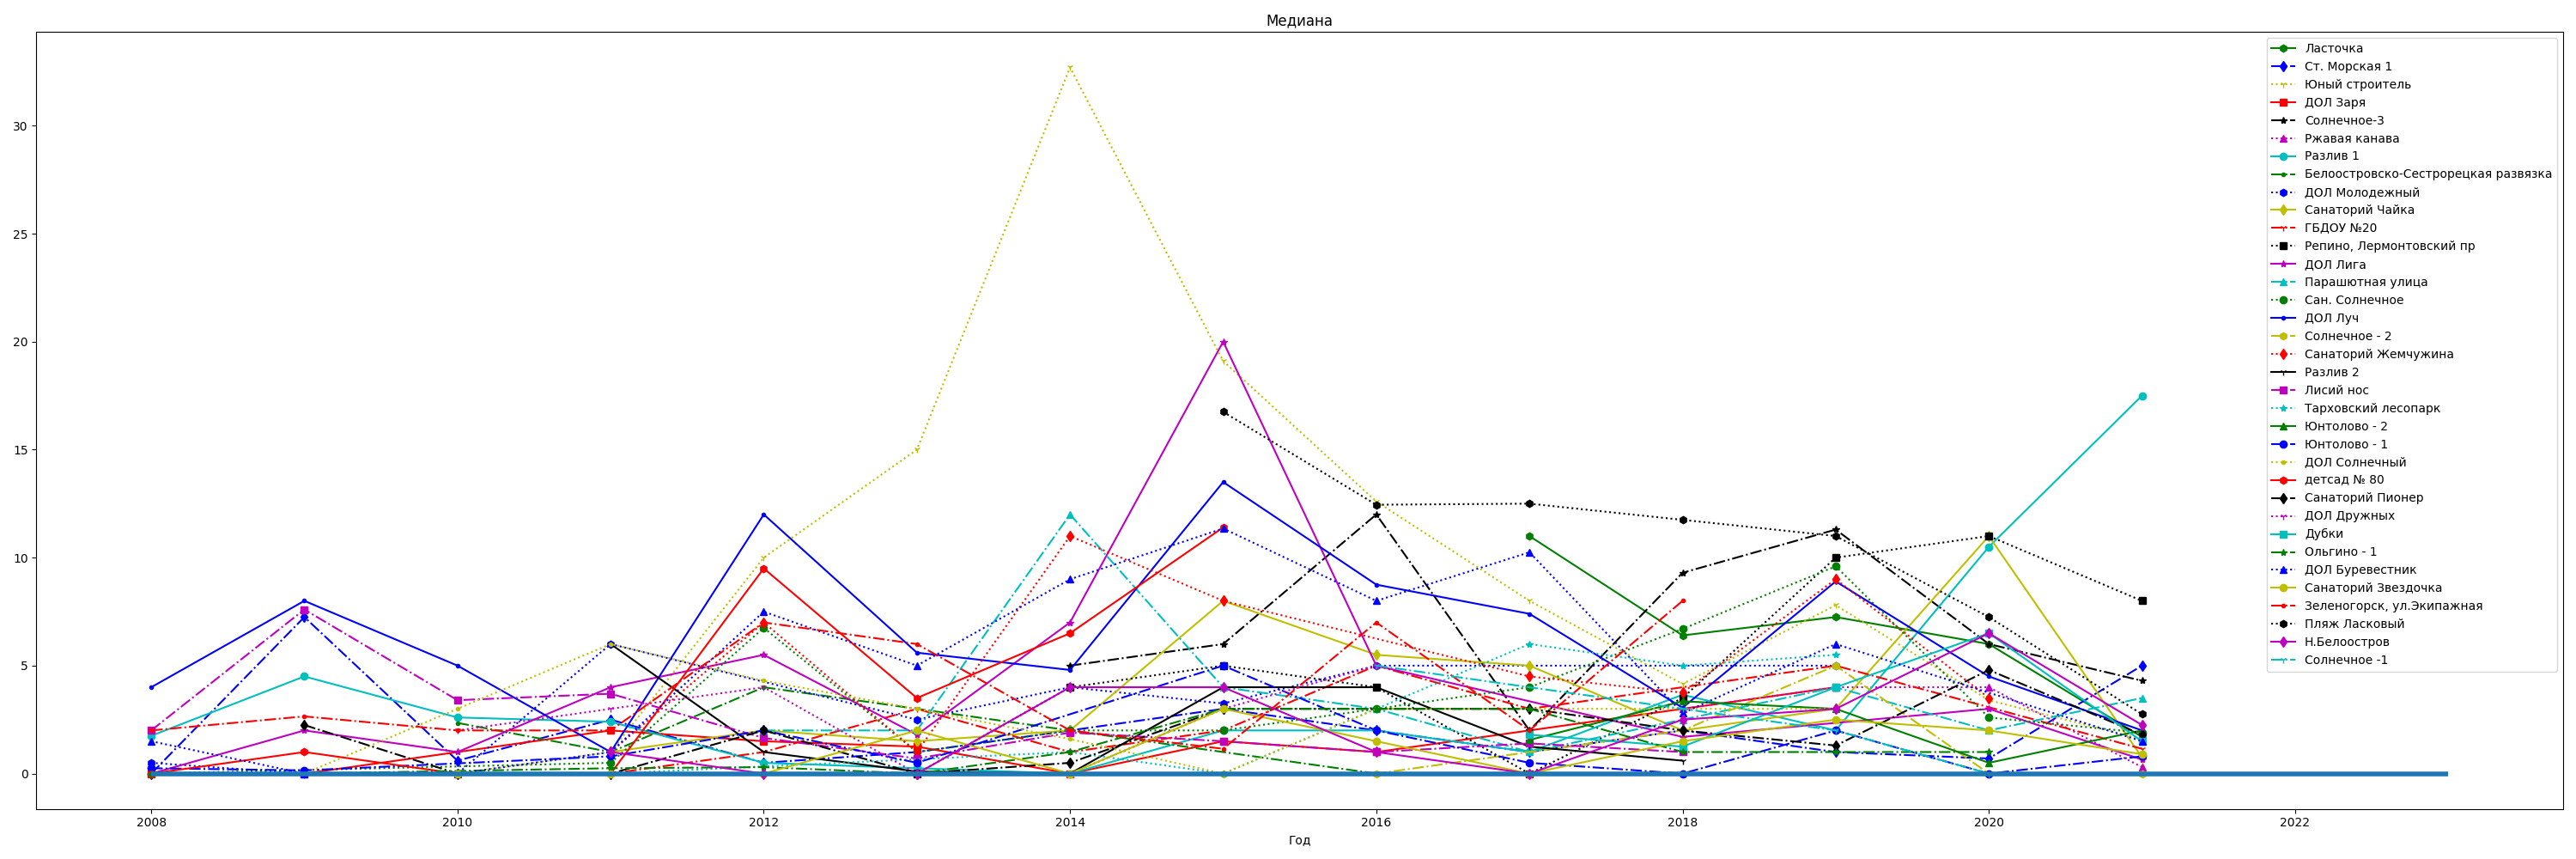 Медиана
30
25
20
15
10
5
0
2008 2010 2012 2014 2016 2018 2020 2022
Год
Ласточка
Ст. Морская 1
Юный строитель
ДОЛ Заря
Солнечное-3
Ржавая канава
Разлив 1
Белоостровско-Сестрорецкая развязка
ДОЛ Молодежный
Санаторий Чайка
ГБДОУ №20
Репино, Лермонтовский пр
ДОЛ Лига
Парашютная улица
Сан. Солнечное
ДОЛ Луч
Солнечное - 2
Санаторий Жемчужина
Разлив 2
Лисий нос
Тарховский лесопарк
Юнтолово - 2
Юнтолово - 1
ДОЛ Солнечный
детсад № 80
Санаторий Пионер
ДОЛ Дружных
Дубки
Ольгино - 1
ДОЛ Буревестник
Санаторий Звездочка
Зеленогорск, ул.Экипажная
Пляж Ласковый
Н.Белоостров
Солнечное -1